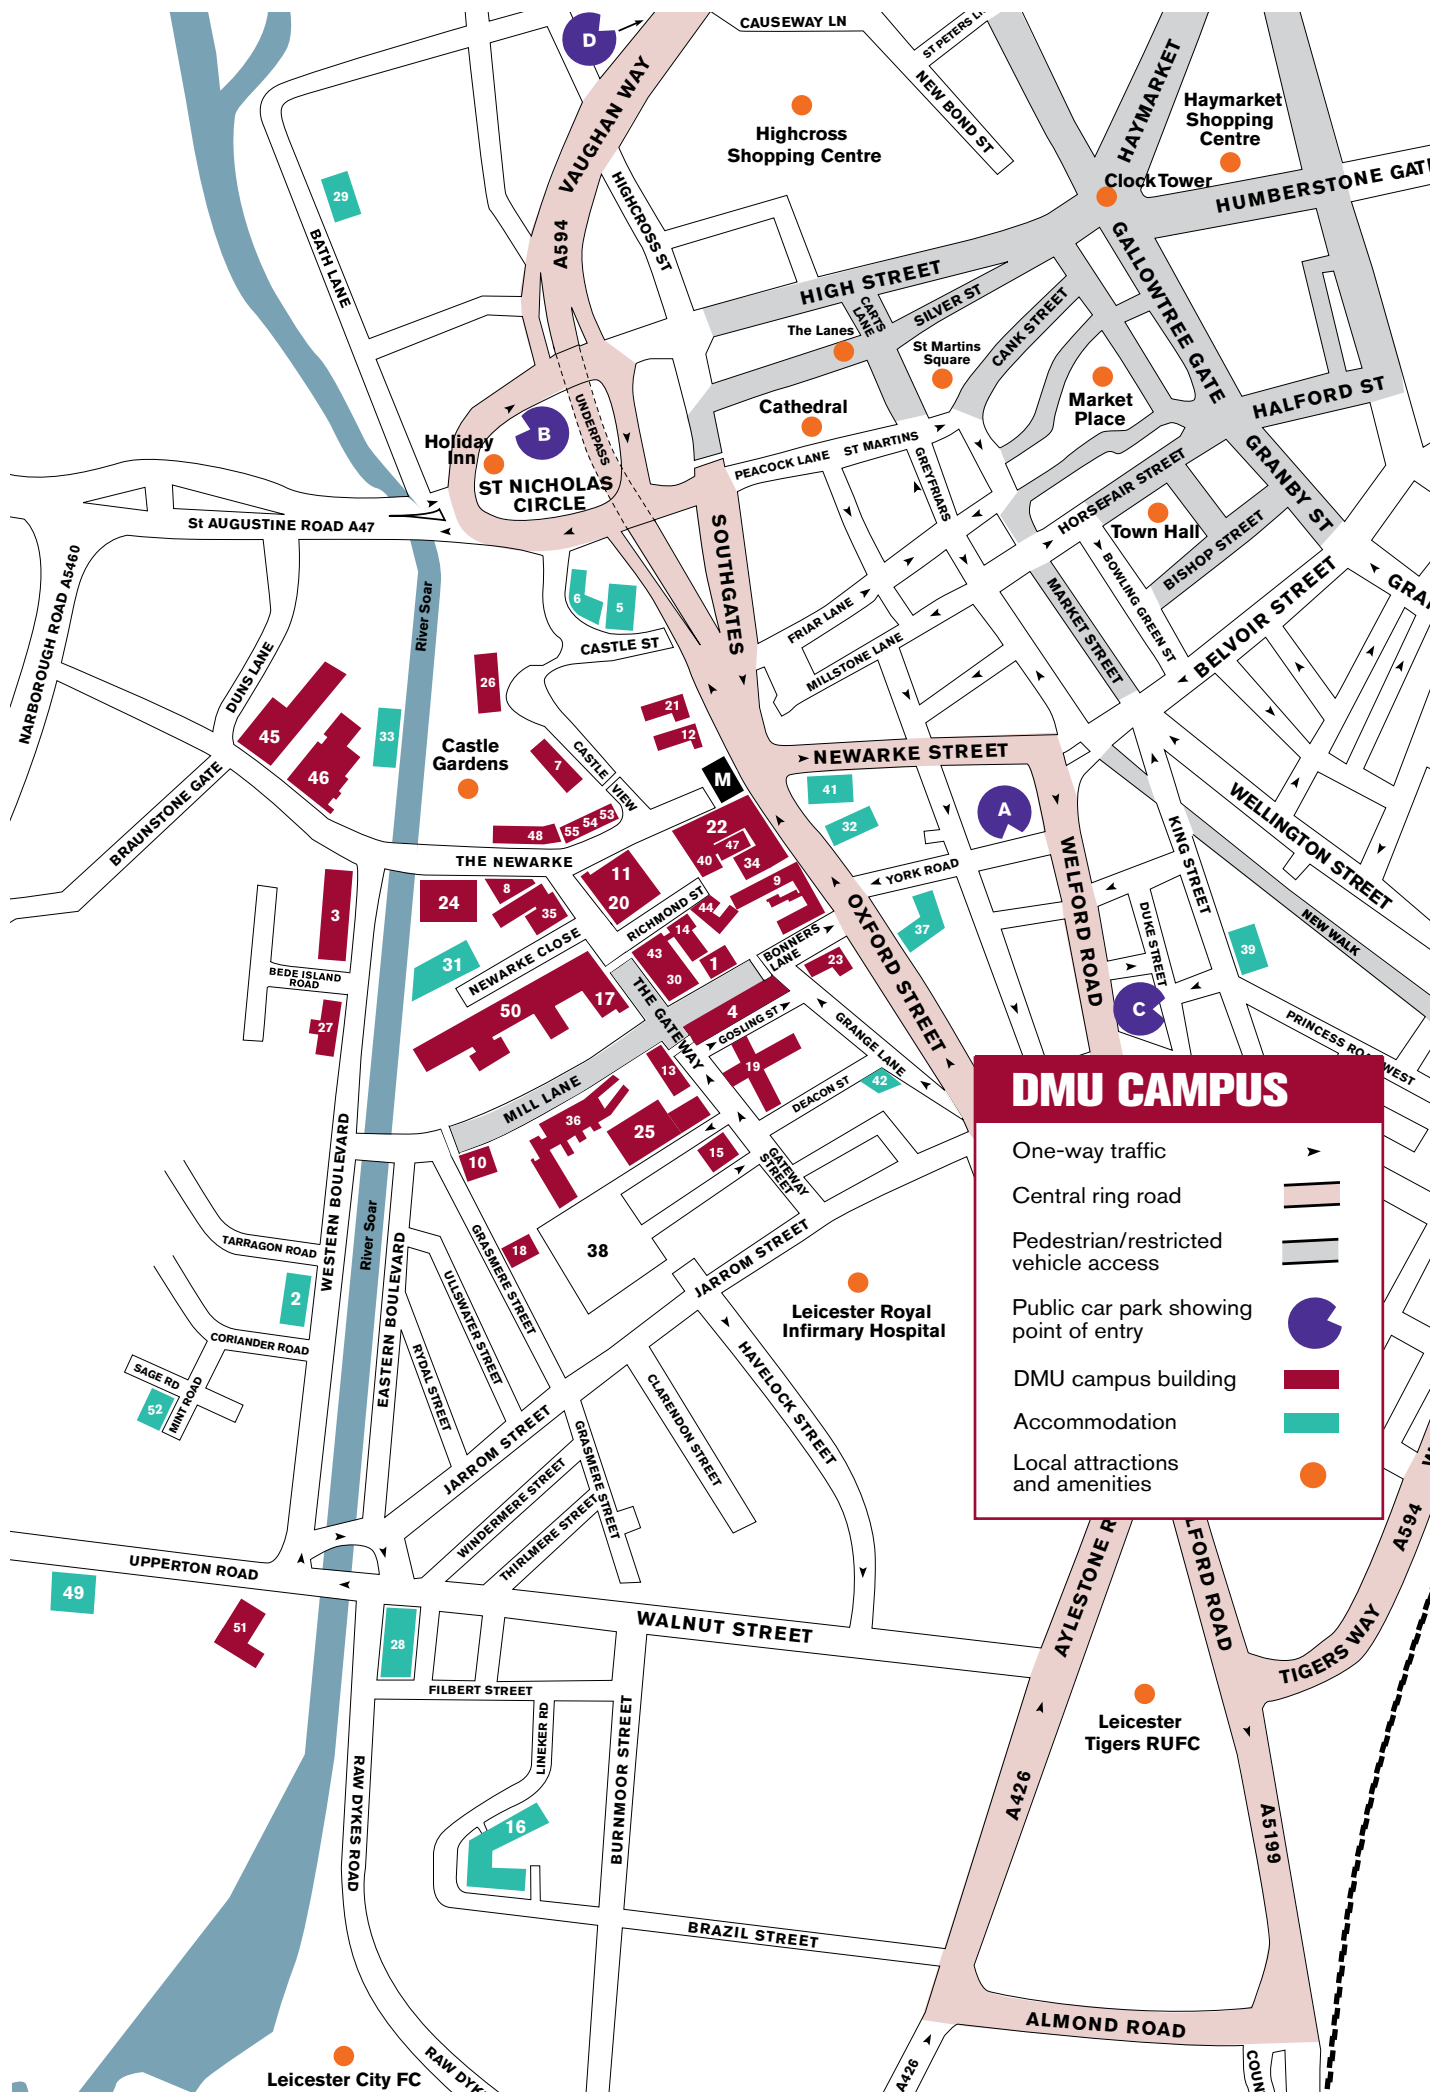 CAUSEWAY LN
ST PETERS
D
VAUGHAN WAY
NEW BOND ST
HAYMARKET
Haymarket
Shopping
Centre
Highcross
Shopping Centre
ClockTower
HUMBERSTONE
29
HIGHCROSS ST
A594
BATH LANE
GALLOWTREE GATE
HIGH STREET
SILVER ST
CARTS
LANE
CANK STREET
The Lanes
St Martins
Square
Market
Place
HALFORD ST
Cathedral
UNDERPASS
B
Holiday
Inn
ST NICHOLAS
CIRCLE
PEACOCK LANE
ST MARTINS
GREYFRIARS
HORSEFAIR STREET
GRANBY ST
Town Hall
BISHOP STREET
St AUGUSTINE ROAD A47
SOUTHGATES
NARBOROUGH ROAD A5460
River Soar
6
5
CASTLE ST
FRIAR LANE
MILLSTONE LANE
MARKET STREET
BOWLING GREEN ST
BELVOIR STREET
DUNS LANE
26
21
12
45
33
46
Castle
Gardens
7
CASTLE
VIEW
M
NEWARKE STREET
41
32
A
WELLINGTON STREET
KING STREET
BRAUNSTONE GATE
48
55
54
53
22
47
40
34
THE NEWARKE
11
20
9
YORK ROAD
WELFORD ROAD
3
24
8
35
RICHMOND ST
44
14
OXFORD STREET
37
DUKE STREET
39
NEW WALK
31
NEWARKE CLOSE
43
30
1
BONNERS
LANE
23
BEDE ISLAND
ROAD
27
50
17
THE GATEWAY
4
GOSLING ST
GRANGE LANE
C
PRINCESS
WEST
13
19
DEACON ST
42
MILL LANE
36
25
10
15
GATEWAY
STREET
DMU CAMPUS
One-way traffic
Central ring road
Pedestrian/restricted
vehicle access
Public car park showing
point of entry
DMU campus building
Accommodation
Local attractions
and amenities
WESTERN BOULEVARD
River Soar
EASTERN BOULEVARD
TARRAGON ROAD
2
CORIANDER ROAD
SAGE RD
52
MINT ROAD
GRASMERE STREET
18
38
JARROM STREET
ULLSWATER STREET
RYDAL STREET
Leicester Royal
Infirmary Hospital
HAVELOCK STREET
CLARENDON STREET
JARROM STREET
GRASMERE STREET
WINDERMERE STREET
THIRLMERE STREET
UPPERTON ROAD
49
51
28
WALNUT STREET
FILBERT STREET
LINEKER RD
BURNMOOR STREET
AYLESTONE R
LFORD ROAD
A594
TIGERS WAY
Leicester
Tigers RUFC
A426
A5199
RAW DYKES ROAD
16
BRAZIL STREET
ALMOND ROAD
A426
COUN
Leicester City FC
RAW DYK